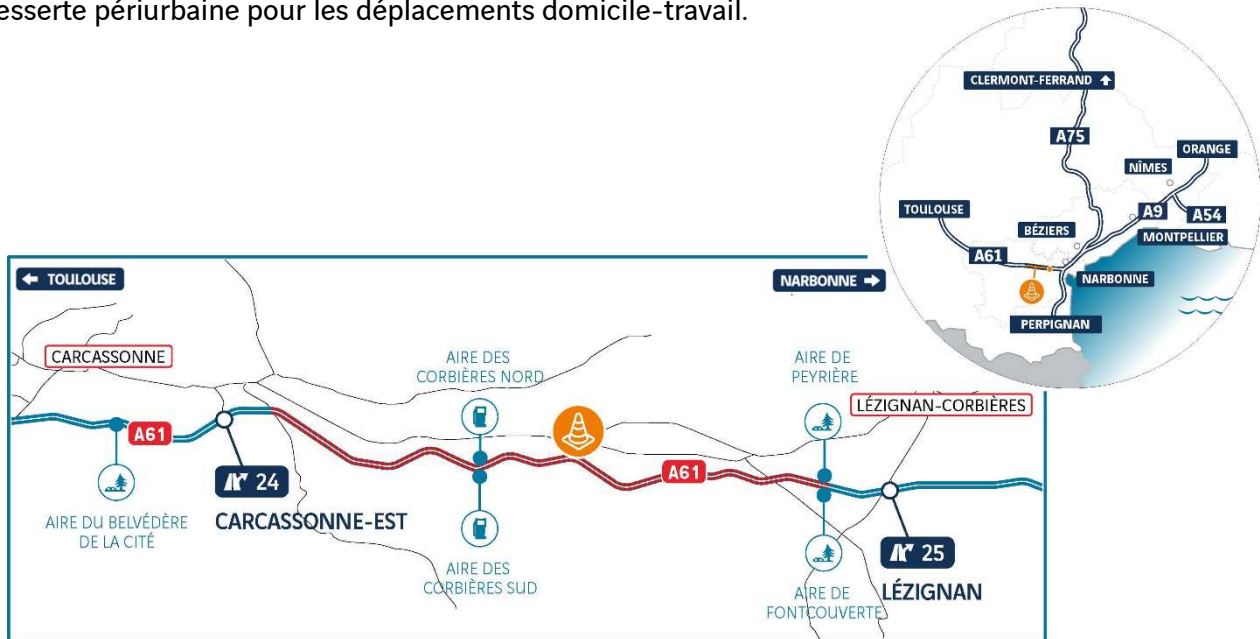 esserte périurbaine pour les déplacements domicile-travail.
CLERMONT-FERRAND
A75
ORANGE
NÎMES
TOULOUSE
A9
A54
BÉZIERS
MONTPELLIER
A61
NARBONNE
PERPIGNAN
TOULOUSE
NARBONNE
CARCASSONNE
AIRE DES
CORBIÈRES NORD
AIRE DE
PEYRIÈRE
LÉZIGNAN-CORBIÈRES
A61
A61
24
CARCASSONNE-EST
AIRE DU BELVÉDÈRE
DE LA CITÉ
AIRE DES
CORBIÈRES SUD
25
LÉZIGNAN
AIRE DE
FONTCOUVERTE